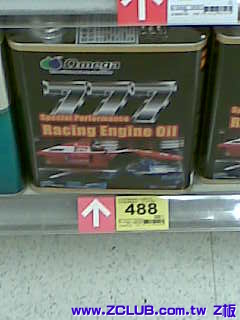 Omega
777
Special Performance
Racing Engine Oil
488
www.ZCLUB.com.tw Z板